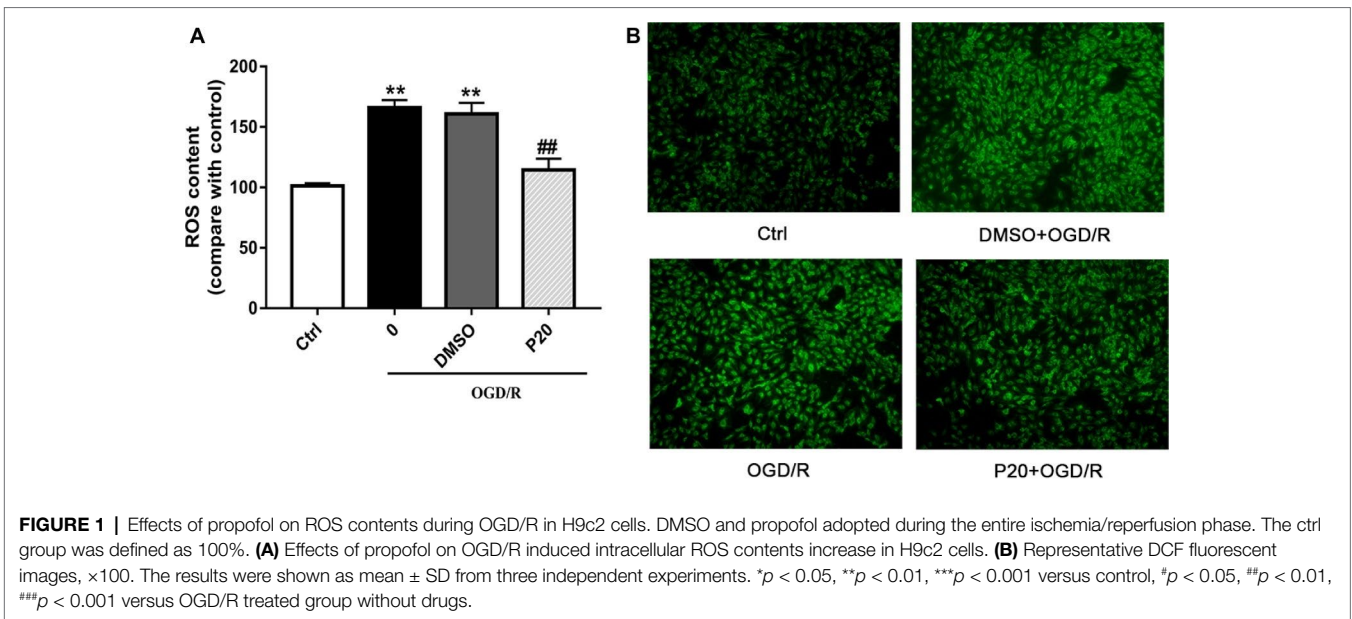 A
ROS content
(compare with control)
200
150
100
50
0
**
**
##
Ctrl
0
DMSO
P20
OGD/R
B
Ctrl
DMSO+OGD/R
OGD/R
P20+OGD/R
FIGURE 1 | Effects of propofol on ROS contents during OGD/R in H9c2 cells. DMSO and propofol adopted during the entire ischemia/reperfusion phase. The ctrl
group was defined as 100%. (A) Effects of propofol on OGD/R induced intracellular ROS contents increase in H9c2 cells. (B) Representative DCF fluorescent
images, ×100. The results were shown as mean ± SD from three independent experiments. *p < 0.05, **p < 0.01, ***p < 0.001 versus control, #p < 0.05, ##p < 0.01,
###p < 0.001 versus OGD/R treated group without drugs.